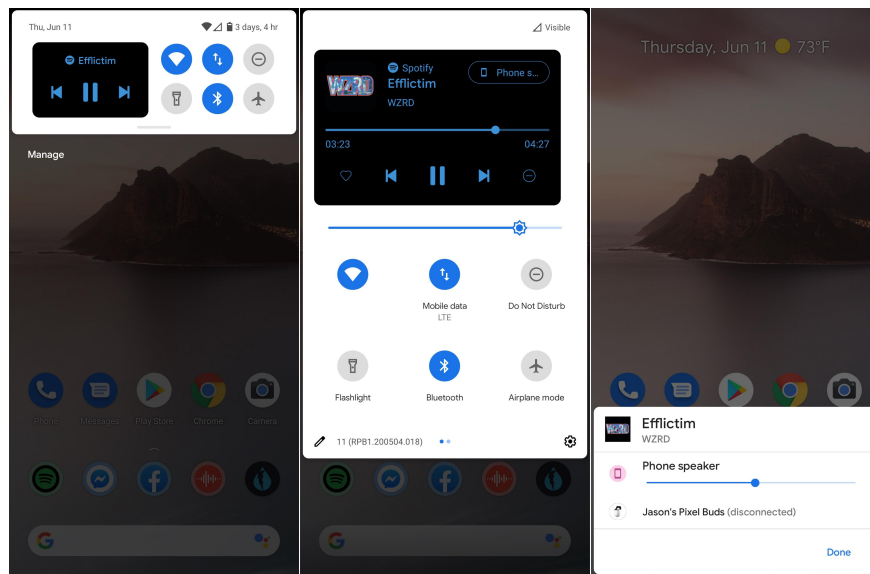 Thu, Jun 11
3 days, 4 hr
Efflictim
Manage
Phone
Messages
Play Store
Chrome
Camera
Visible
WZRD
Spotify
Efflictim
WZRD
Phone s...
03:23
04:27
Mobile data
LTE
Do Not Disturb
Flashlight
Bluetooth
Airplane mode
11 (RPB1.200504.018)
Thursday, Jun 11
73°F
WZRD
Efflictim
WZRD
Phone speaker
Jason's Pixel Buds (disconnected)
Done